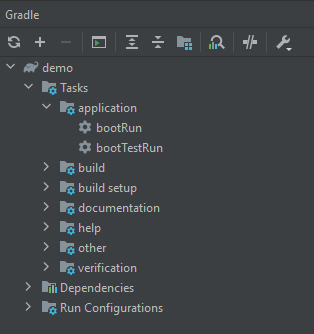 Gradle
demo
Tasks
application
bootRun
bootTestRun
build
build setup
documentation
help
other
verification
Dependencies
Run Configurations